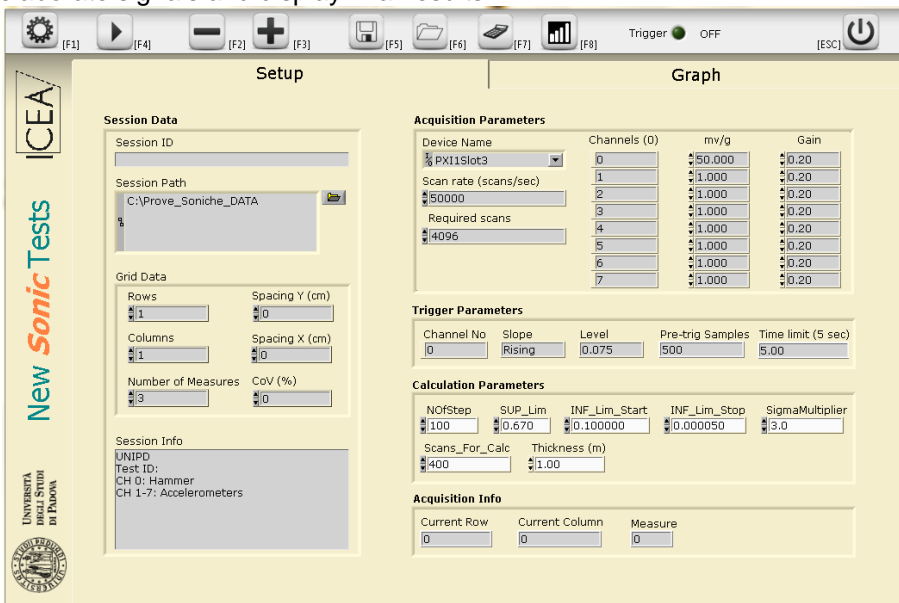 [F1] [F4] [F2] [F3] [F5] [F6] [F7] [F8] Trigger OFF [ESC]
Setup Graph
ICEA
New Sonic Tests
UNIVERSITÀ
DEGLI STUDI
DI PADOVA
Session Data
Session ID
Session Path
C:\Prove_Soniche_DATA
Grid Data
Rows Spacing Y (cm)
1 0
Columns Spacing X (cm)
1 0
Number of Measures CoV (%)
3 0
Session Info
UNIPD
Test ID:
CH 0: Hammer
CH 1-7: Accelerometers
Acquisition Parameters
Device Name Channels (0) mv/g Gain
PXI1Slot3 0 50.000 0.20
Scan rate (scans/sec) 1 1.000 0.20
50000 2 1.000 0.20
Required scans 3 1.000 0.20
4096 4 1.000 0.20
5 1.000 0.20
6 1.000 0.20
7 1.000 0.20
Trigger Parameters
Channel No Slope Level Pre-trig Samples Time limit (5 sec)
0 Rising 0.075 500 5.00
Calculation Parameters
NOfStep SUP_Lim INF_Lim_Start INF_Lim_Stop SigmaMultiplier
100 0.670 0.100000 0.000050 3.0
Scans_For_Calc Thickness (m)
400 1.00
Acquisition Info
Current Row Current Column Measure
0 0 0